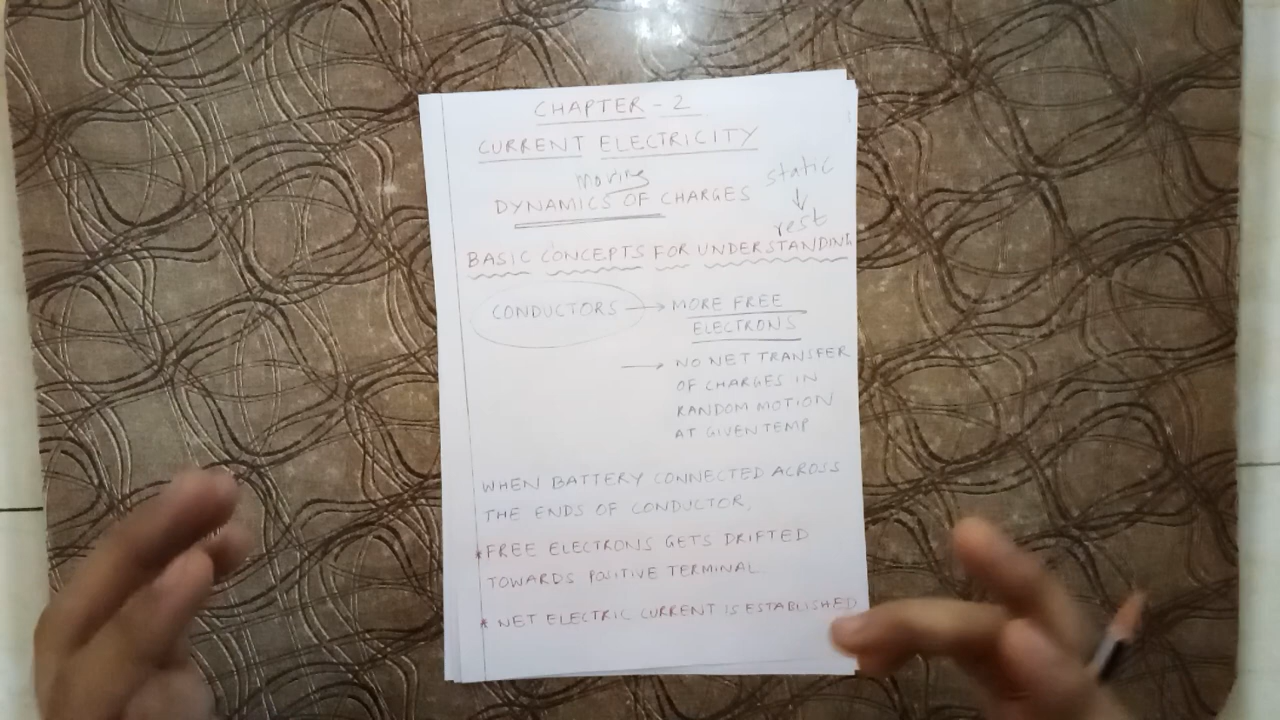 CHAPTER - 2
CURRENT ELECTRICITY
moving
static
DYNAMICS OF CHARGES
↓
rest
BASIC CONCEPTS FOR UNDERSTANDING
CONDUCTORS → MORE FREE
ELECTRONS
→ NO NET TRANSFER
OF CHARGES IN
RANDOM MOTION
AT GIVEN TEMP
WHEN BATTERY CONNECTED ACROSS
THE ENDS OF CONDUCTOR,
* FREE ELECTRONS GETS DRIFTED
TOWARDS POSITIVE TERMINAL.
* NET ELECTRIC CURRENT IS ESTABLISHED